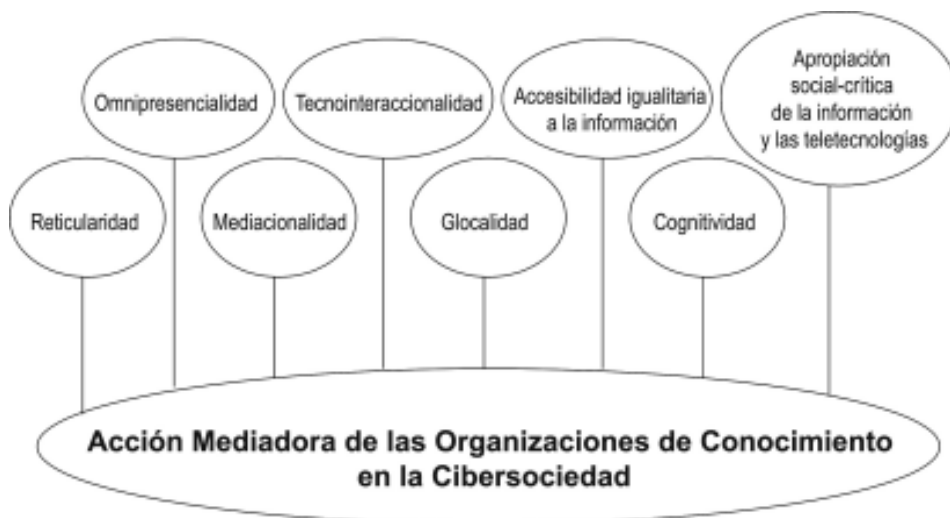 Omnipresencialidad
Tecnointeraccionalidad
Accesibilidad igualitaria
a la información
Apropiación
social-crítica
de la información
y las teletecnologías
Reticularidad
Mediacionalidad
Glocalidad
Cognitividad
Acción Mediadora de las Organizaciones de Conocimiento
en la Cibersociedad